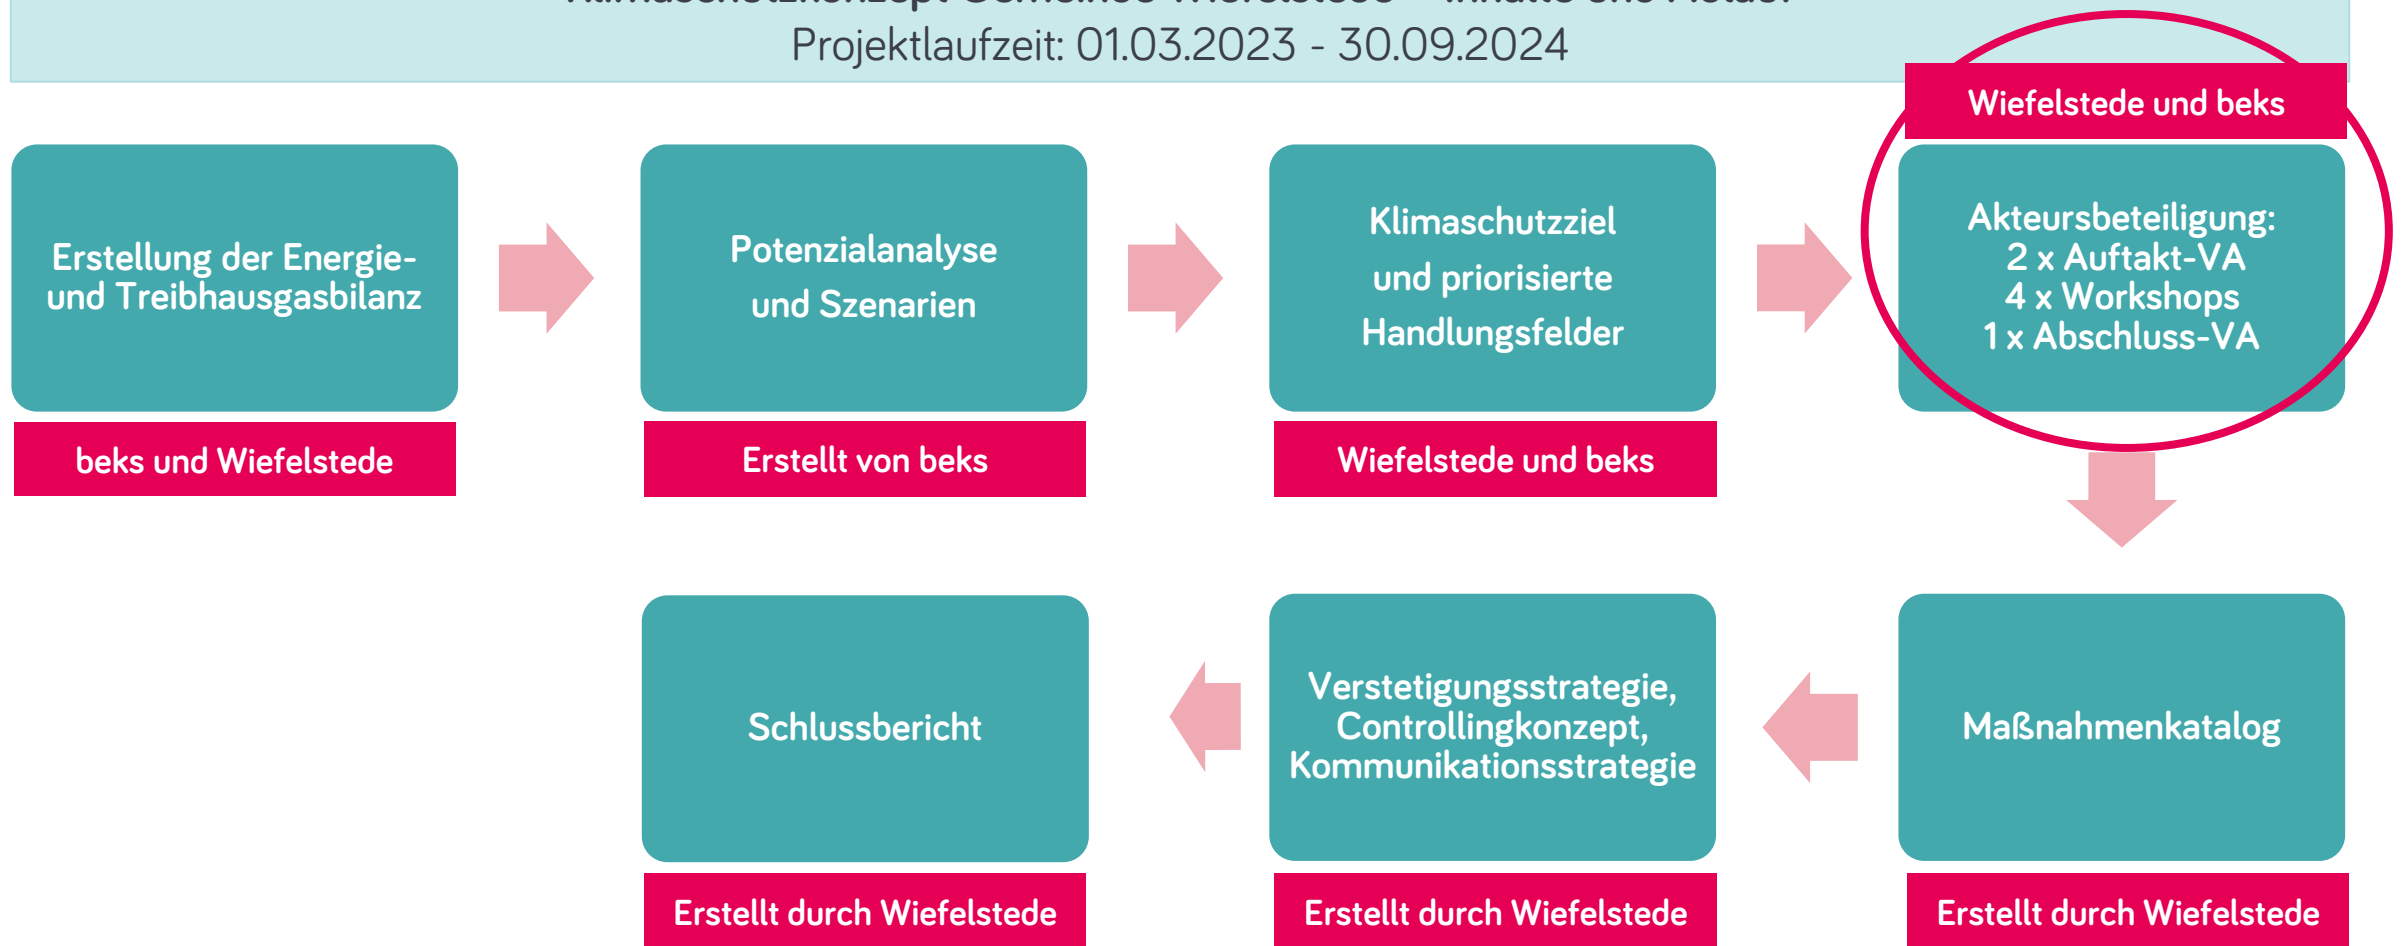 Projektlaufzeit: 01.03.2023 - 30.09.2024
Wiefelstede und beks
Erstellung der Energie-
und Treibhausgasbilanz
beks und Wiefelstede
Potenzialanalyse
und Szenarien
Erstellt von beks
Klimaschutzziel
und priorisierte
Handlungsfelder
Wiefelstede und beks
Akteursbeteiligung:
2 x Auftakt-VA
4 x Workshops
1 x Abschluss-VA
Schlussbericht
Erstellt durch Wiefelstede
Verstetigungsstrategie,
Controllingkonzept,
Kommunikationsstrategie
Erstellt durch Wiefelstede
Maßnahmenkatalog
Erstellt durch Wiefelstede